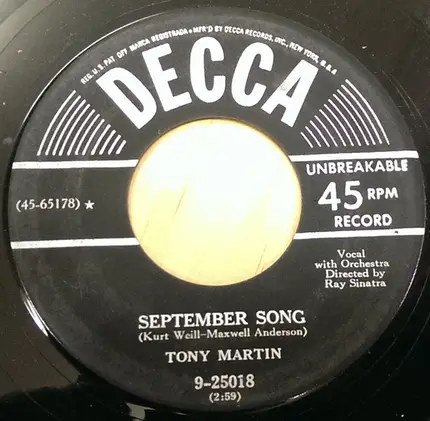 REG. U.S. PAT. OFF. MARCA REGISTRADA • MF'R'D BY DECCA RECORDS, INC., NEW YORK, U.S.A.
DECCA
UNBREAKABLE
45 RPM
RECORD
(45-65178) ★
Vocal
with Orchestra
Directed by
Ray Sinatra
SEPTEMBER SONG
(Kurt Weill-Maxwell Anderson)
TONY MARTIN
9-25018
(2:59)